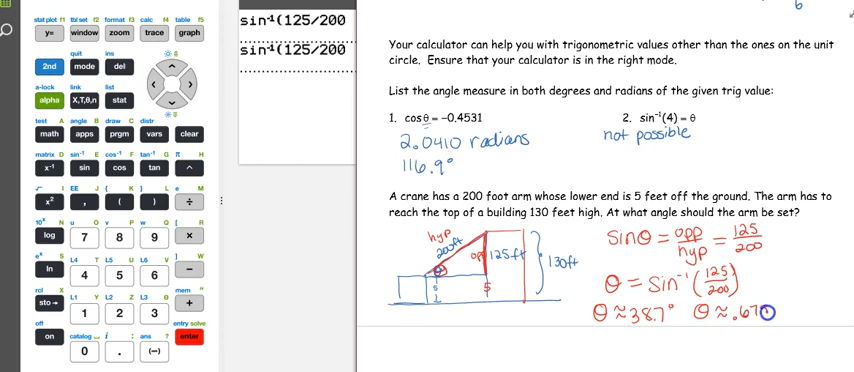 stat plot f1 tbl set f2 format f3 calc f4 table f5
y= window zoom trace graph
quit ins
2nd mode del
a-lock link list
alpha X,T,θ,n stat
test A angle B draw C distr
math apps prgm vars clear
matrix D sin⁻¹ E cos⁻¹ F tan⁻¹ G π H
x⁻¹ sin cos tan ^
√ I EE J { K } L e M
x² , ( ) ÷
10ˣ N u O v P w Q [ R
log 7 8 9 ×
eˣ S L4 T L5 U L6 V ] W
ln 4 5 6 −
rcl X L1 Y L2 Z L3 θ mem "
sto→ 1 2 3 +
off catalog i : ans ? entry solve
on 0 . (−) enter
sin⁻¹(125/200
sin⁻¹(125/200
6
Your calculator can help you with trigonometric values other than the ones on the unit
circle. Ensure that your calculator is in the right mode.
List the angle measure in both degrees and radians of the given trig value:
1. cosθ = −0.4531 2. sin⁻¹(4) = θ
2.0410 radians not possible
116.9°
A crane has a 200 foot arm whose lower end is 5 feet off the ground. The arm has to
reach the top of a building 130 feet high. At what angle should the arm be set?
hyp
200ft
opp 125ft
130ft
θ
5
5
sinθ = opp/hyp = 125/200
θ = sin⁻¹(125/200)
θ ≈ 38.7° θ ≈ .67